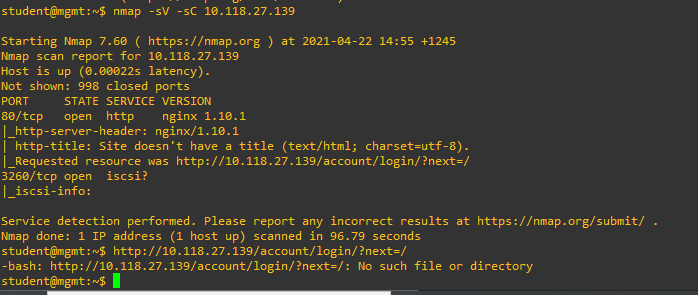 student@mgmt:~$ nmap -sV -sC 10.118.27.139
Starting Nmap 7.60 ( https://nmap.org ) at 2021-04-22 14:55 +1245
Nmap scan report for 10.118.27.139
Host is up (0.00022s latency).
Not shown: 998 closed ports
PORT     STATE SERVICE VERSION
80/tcp   open  http    nginx 1.10.1
|_http-server-header: nginx/1.10.1
| http-title: Site doesn't have a title (text/html; charset=utf-8).
|_Requested resource was http://10.118.27.139/account/login/?next=/
3260/tcp open  iscsi?
|_iscsi-info:
Service detection performed. Please report any incorrect results at https://nmap.org/submit/ .
Nmap done: 1 IP address (1 host up) scanned in 96.79 seconds
student@mgmt:~$ http://10.118.27.139/account/login/?next=/
-bash: http://10.118.27.139/account/login/?next=/: No such file or directory
student@mgmt:~$